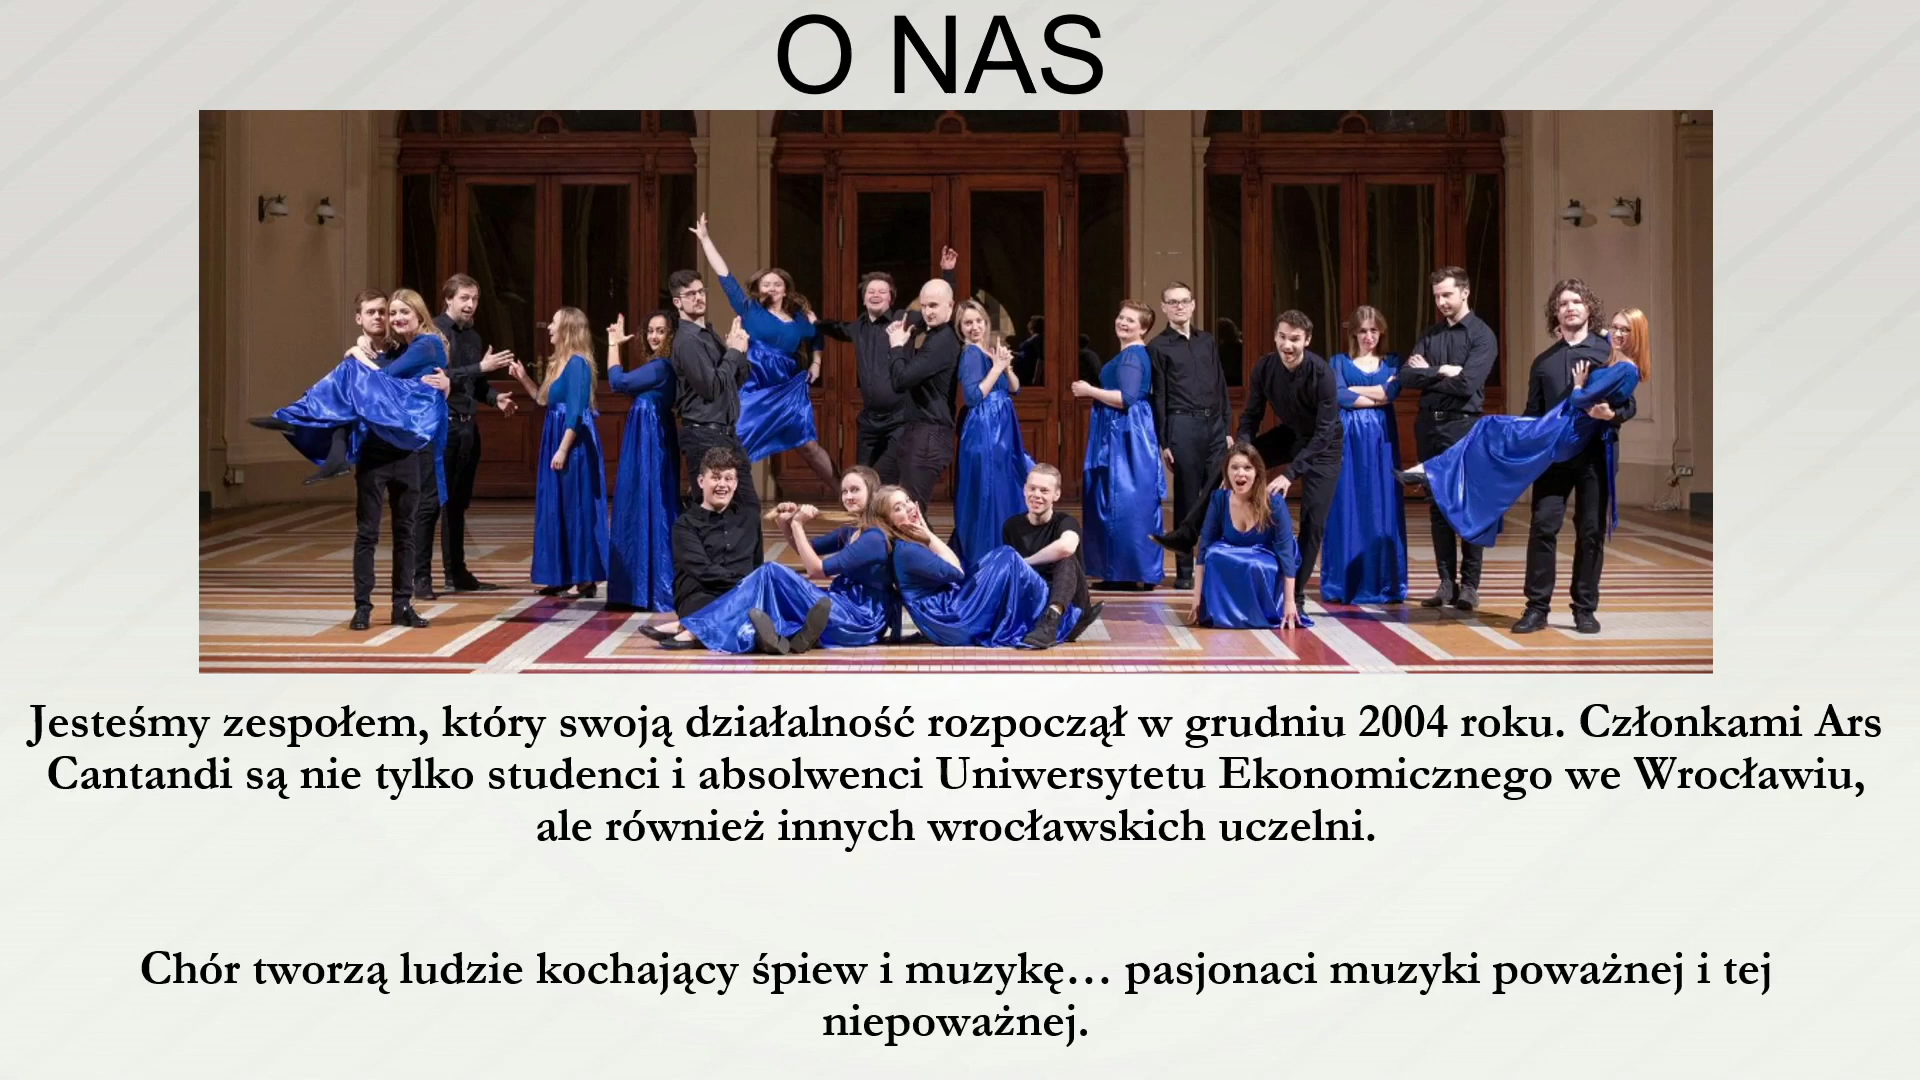 O NAS
Jesteśmy zespołem, który swoją działalność rozpoczął w grudniu 2004 roku. Członkami Ars
Cantandi są nie tylko studenci i absolwenci Uniwersytetu Ekonomicznego we Wrocławiu,
ale również innych wrocławskich uczelni.
Chór tworzą ludzie kochający śpiew i muzykę… pasjonaci muzyki poważnej i tej
niepoważnej.